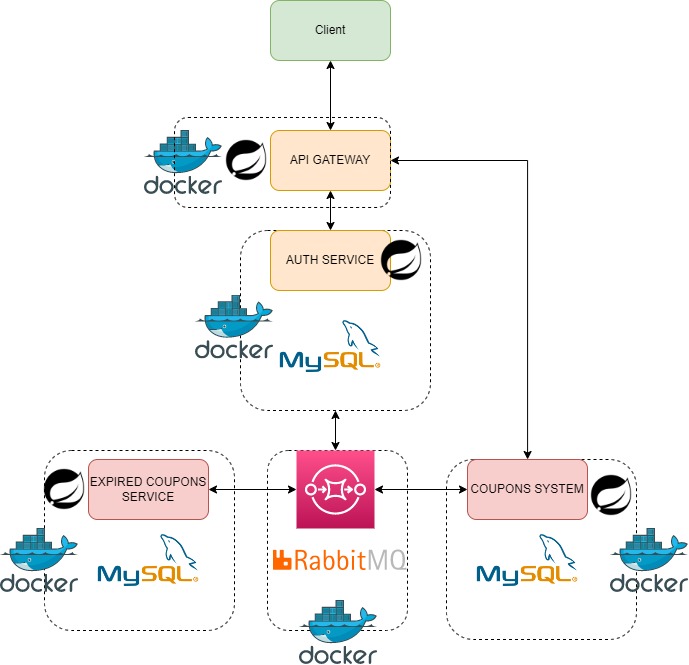 Client
API GATEWAY
docker
AUTH SERVICE
docker
MySQL®
EXPIRED COUPONS
SERVICE
COUPONS SYSTEM
docker
MySQL®
RabbitMQ
MySQL®
docker
docker